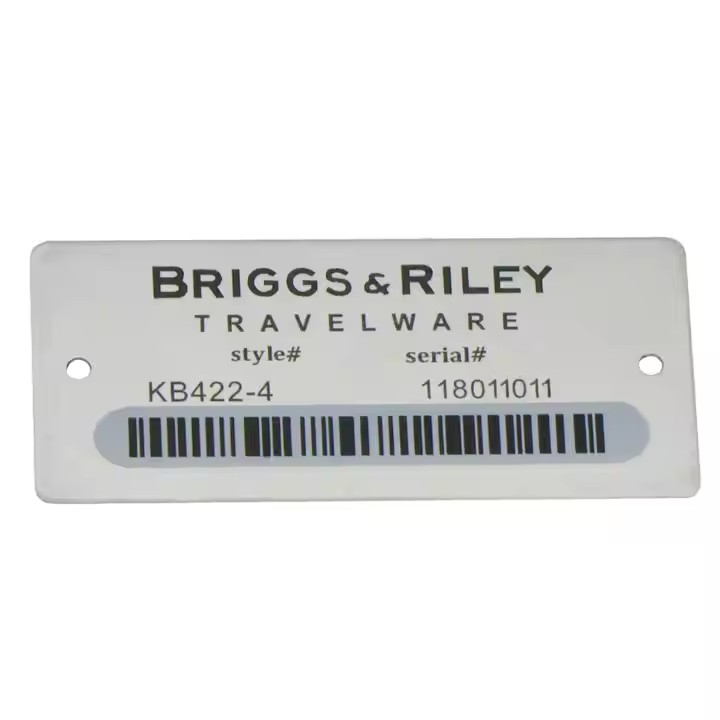 BRIGGS & RILEY
TRAVELWARE
style# serial#
KB422-4 118011011